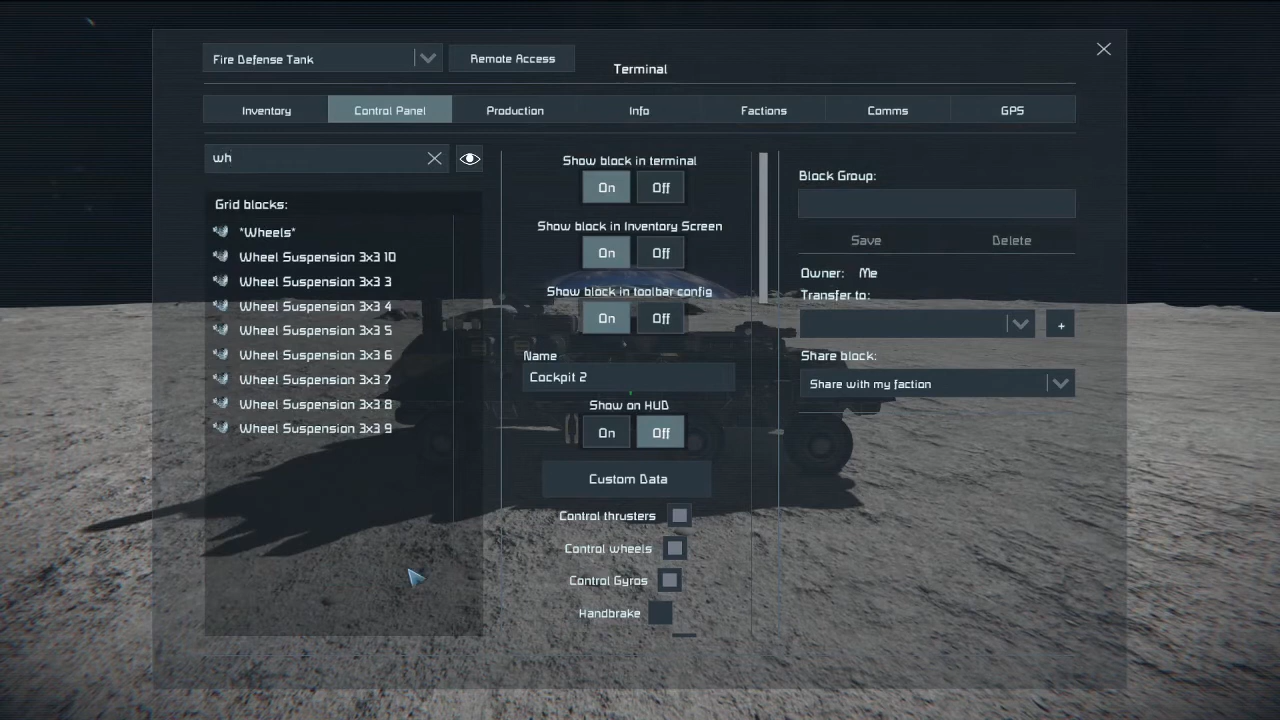 Fire Defense Tank
Remote Access
Terminal
Inventory
Control Panel
Production
Info
Factions
Comms
GPS
wh
Grid blocks:
*Wheels*
Wheel Suspension 3x3 10
Wheel Suspension 3x3 3
Wheel Suspension 3x3 4
Wheel Suspension 3x3 5
Wheel Suspension 3x3 6
Wheel Suspension 3x3 7
Wheel Suspension 3x3 8
Wheel Suspension 3x3 9
Show block in terminal
On Off
Show block in Inventory Screen
On Off
Show block in toolbar config
On Off
Name
Cockpit 2
Show on HUD
On Off
Custom Data
Control thrusters
Control wheels
Control Gyros
Handbrake
Block Group:
Save
Delete
Owner: Me
Transfer to:
+
Share block:
Share with my faction